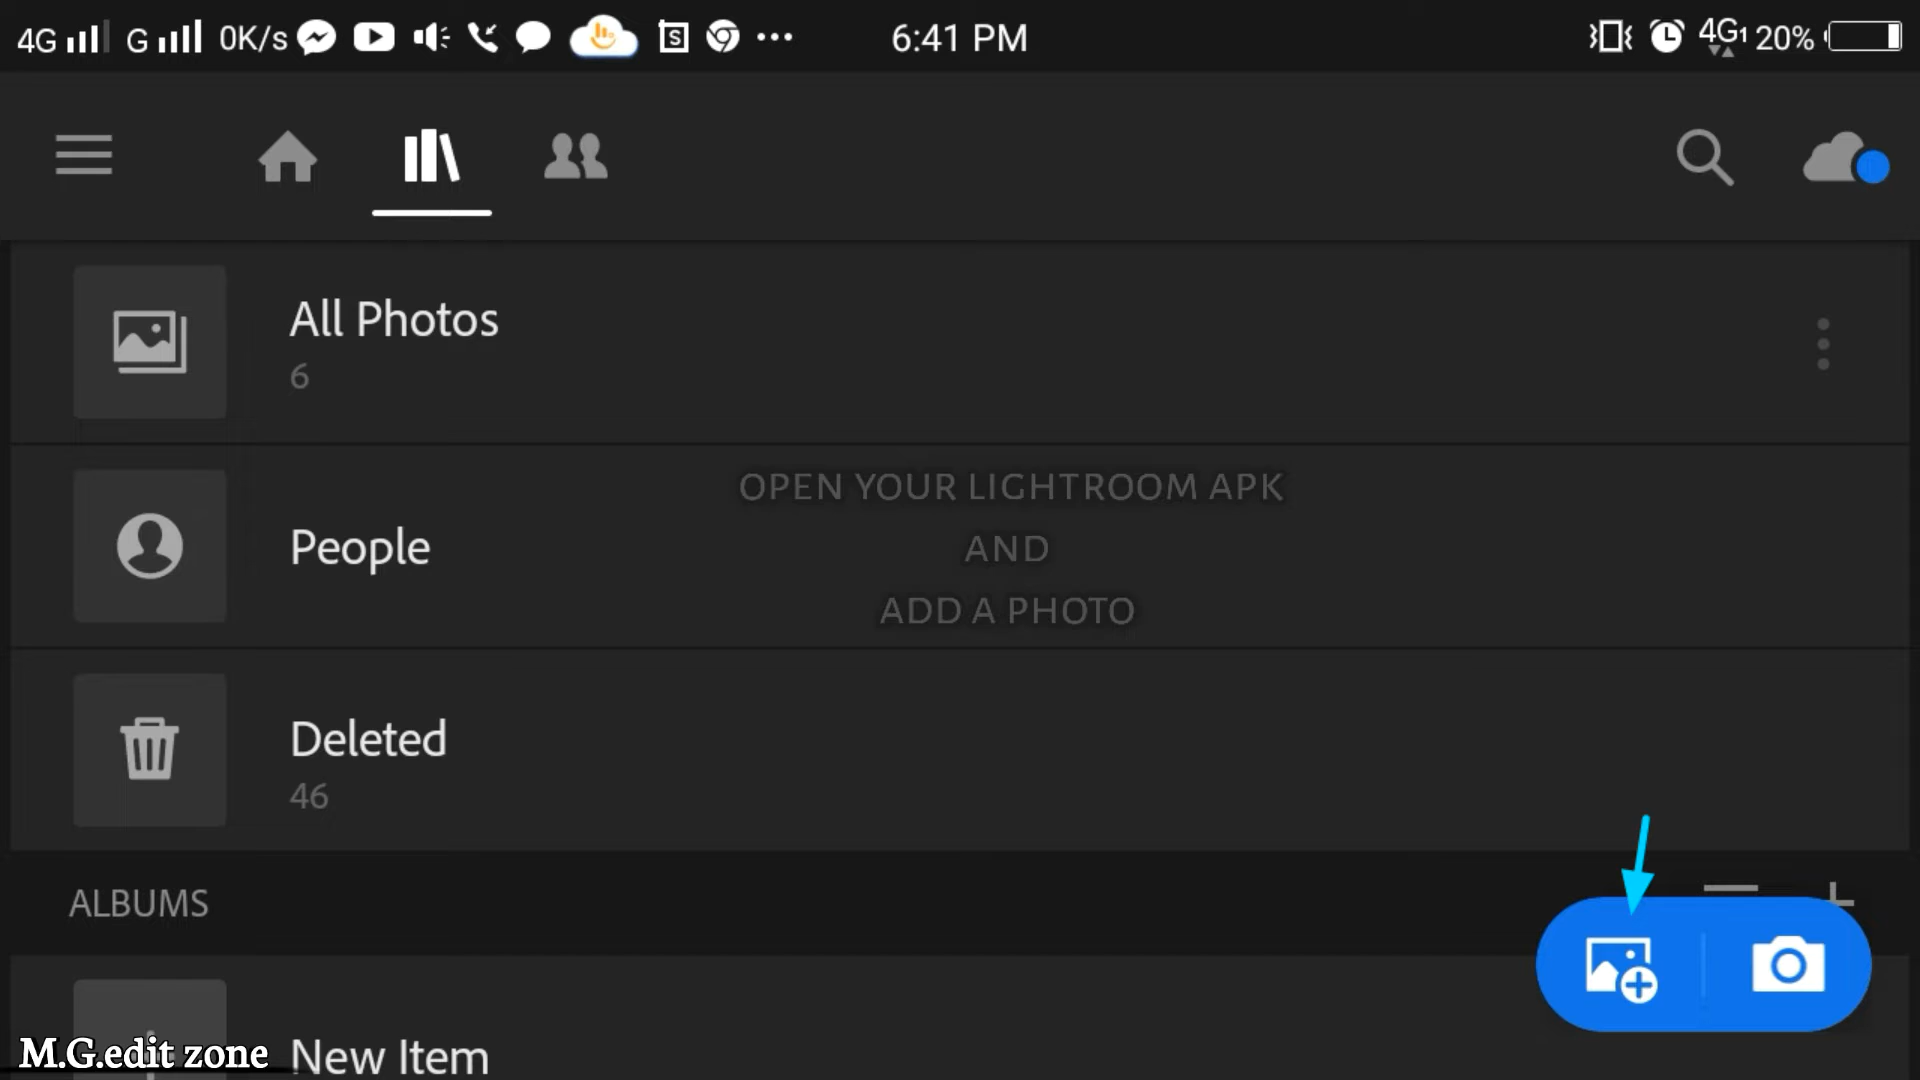 4G G 0K/s 6:41 PM 4G1 20%
All Photos
6
OPEN YOUR LIGHTROOM APK
People
AND
ADD A PHOTO
Deleted
46
ALBUMS
New Item
M.G.edit zone